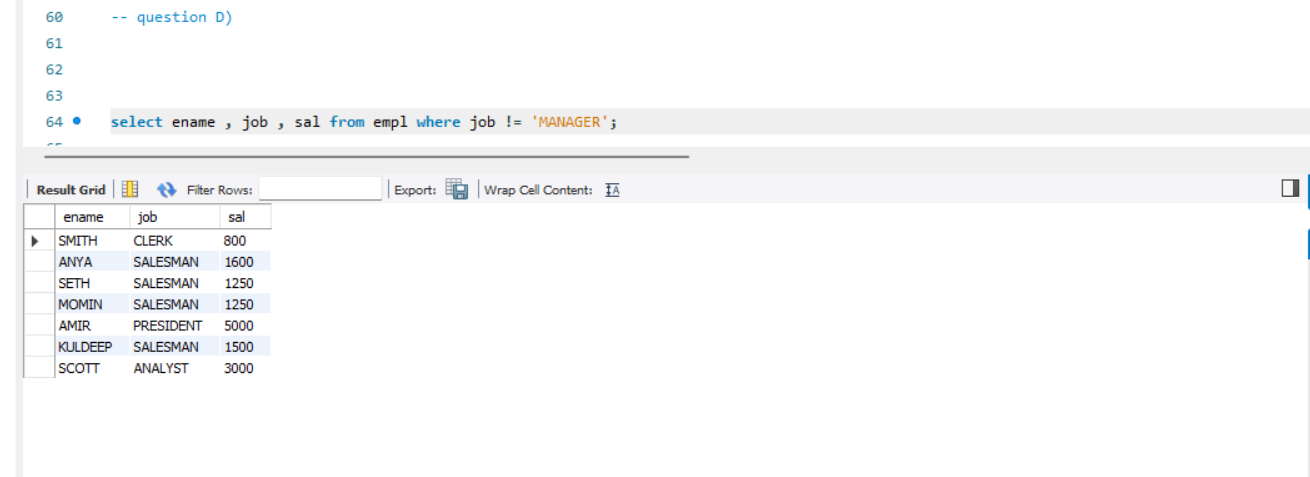 60 -- question D)
61
62
63
64 select ename , job , sal from empl where job != 'MANAGER';
Result Grid Filter Rows: Export: Wrap Cell Content: IA
ename job sal
SMITH CLERK 800
ANYA SALESMAN 1600
SETH SALESMAN 1250
MOMIN SALESMAN 1250
AMIR PRESIDENT 5000
KULDEEP SALESMAN 1500
SCOTT ANALYST 3000